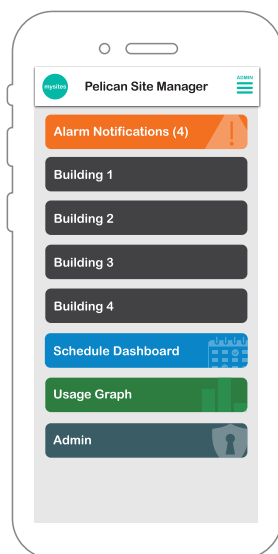 mysites
Pelican Site Manager
ADMIN
Alarm Notifications (4)
Building 1
Building 2
Building 3
Building 4
Schedule Dashboard
Usage Graph
Admin